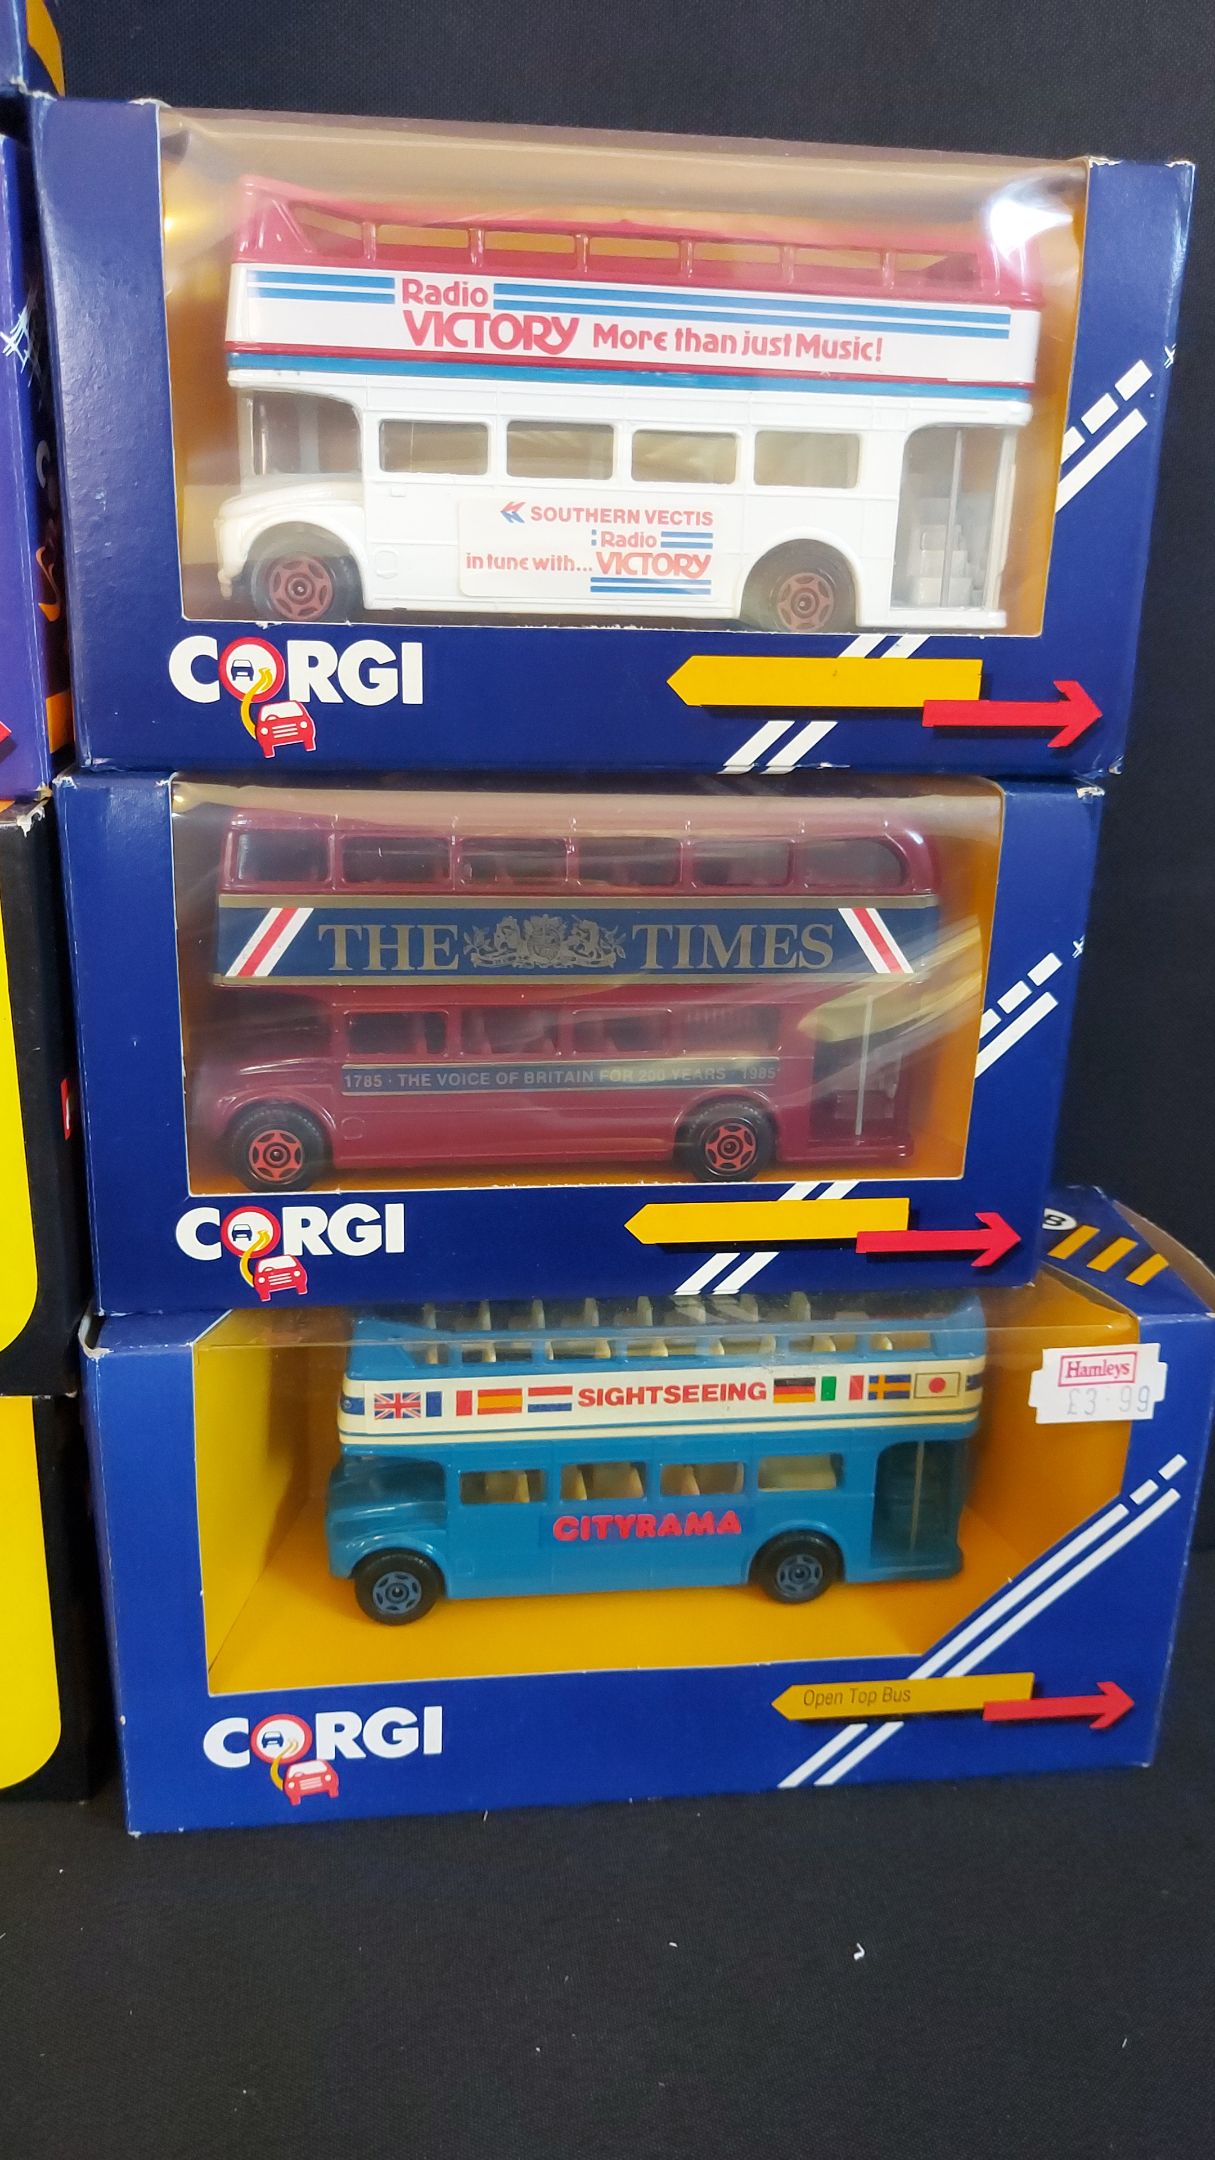 Radio
VICTORY More than just Music!
SOUTHERN VECTIS
Radio
in tune with... VICTORY
CORGI
THE TIMES
1785 · THE VOICE OF BRITAIN FOR 200 YEARS · 1985
CORGI
Hamleys
£3.99
SIGHTSEEING
CITYRAMA
Open Top Bus
CORGI